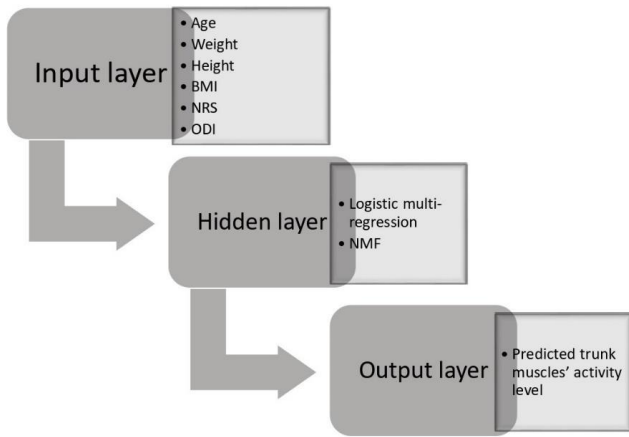 Input layer
• Age
• Weight
• Height
• BMI
• NRS
• ODI
Hidden layer
• Logistic multi-
regression
• NMF
Output layer
• Predicted trunk
muscles' activity
level